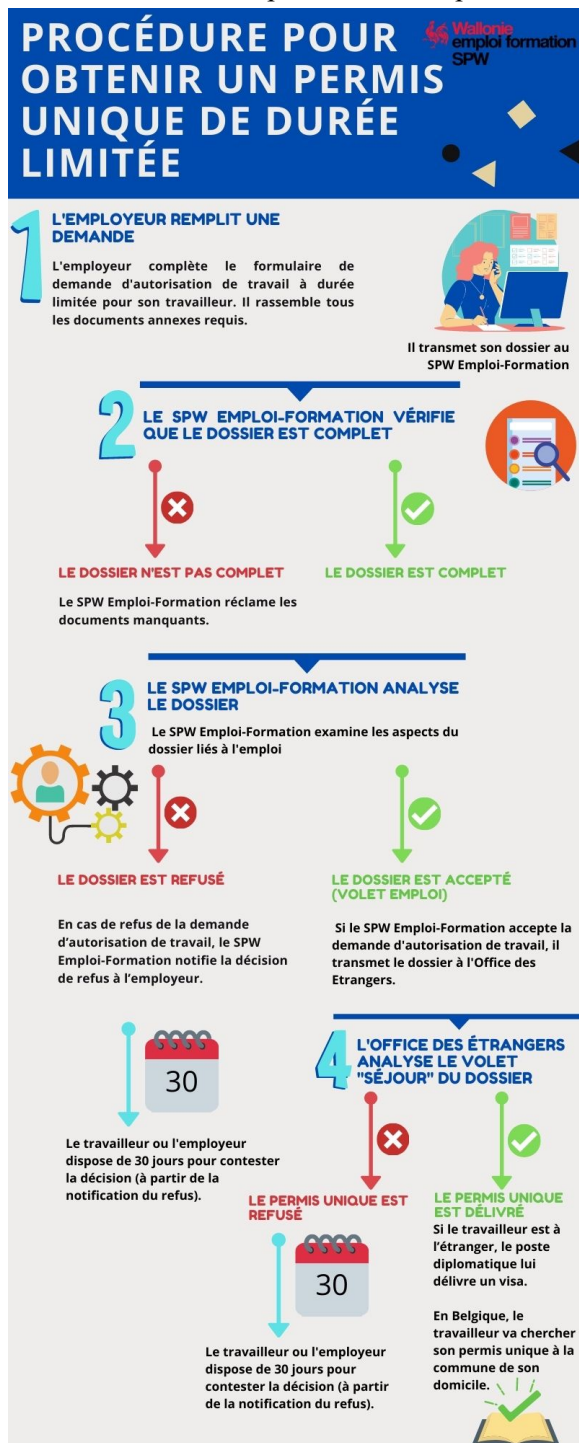 PROCÉDURE POUR
OBTENIR UN PERMIS
UNIQUE DE DURÉE
LIMITÉE
Wallonie
emploi formation
SPW
1
L'EMPLOYEUR REMPLIT UNE
DEMANDE
L'employeur complète le formulaire de
demande d'autorisation de travail à durée
limitée pour son travailleur. Il rassemble tous
les documents annexes requis.
Il transmet son dossier au
SPW Emploi-Formation
2
LE SPW EMPLOI-FORMATION VÉRIFIE
QUE LE DOSSIER EST COMPLET
LE DOSSIER N'EST PAS COMPLET
Le SPW Emploi-Formation réclame les
documents manquants.
LE DOSSIER EST COMPLET
3
LE SPW EMPLOI-FORMATION ANALYSE
LE DOSSIER
Le SPW Emploi-Formation examine les aspects du
dossier liés à l'emploi
LE DOSSIER EST REFUSÉ
En cas de refus de la demande
d'autorisation de travail, le SPW
Emploi-Formation notifie la décision
de refus à l'employeur.
30
Le travailleur ou l'employeur
dispose de 30 jours pour contester
la décision (à partir de la
notification du refus).
LE DOSSIER EST ACCEPTÉ
(VOLET EMPLOI)
Si le SPW Emploi-Formation accepte la
demande d'autorisation de travail, il
transmet le dossier à l'Office des
Etrangers.
4
L'OFFICE DES ÉTRANGERS
ANALYSE LE VOLET
"SÉJOUR" DU DOSSIER
LE PERMIS UNIQUE EST
REFUSÉ
30
Le travailleur ou l'employeur
dispose de 30 jours pour
contester la décision (à partir
de la notification du refus).
LE PERMIS UNIQUE
EST DÉLIVRÉ
Si le travailleur est à
l'étranger, le poste
diplomatique lui
délivre un visa.
En Belgique, le
travailleur va chercher
son permis unique à la
commune de son
domicile.